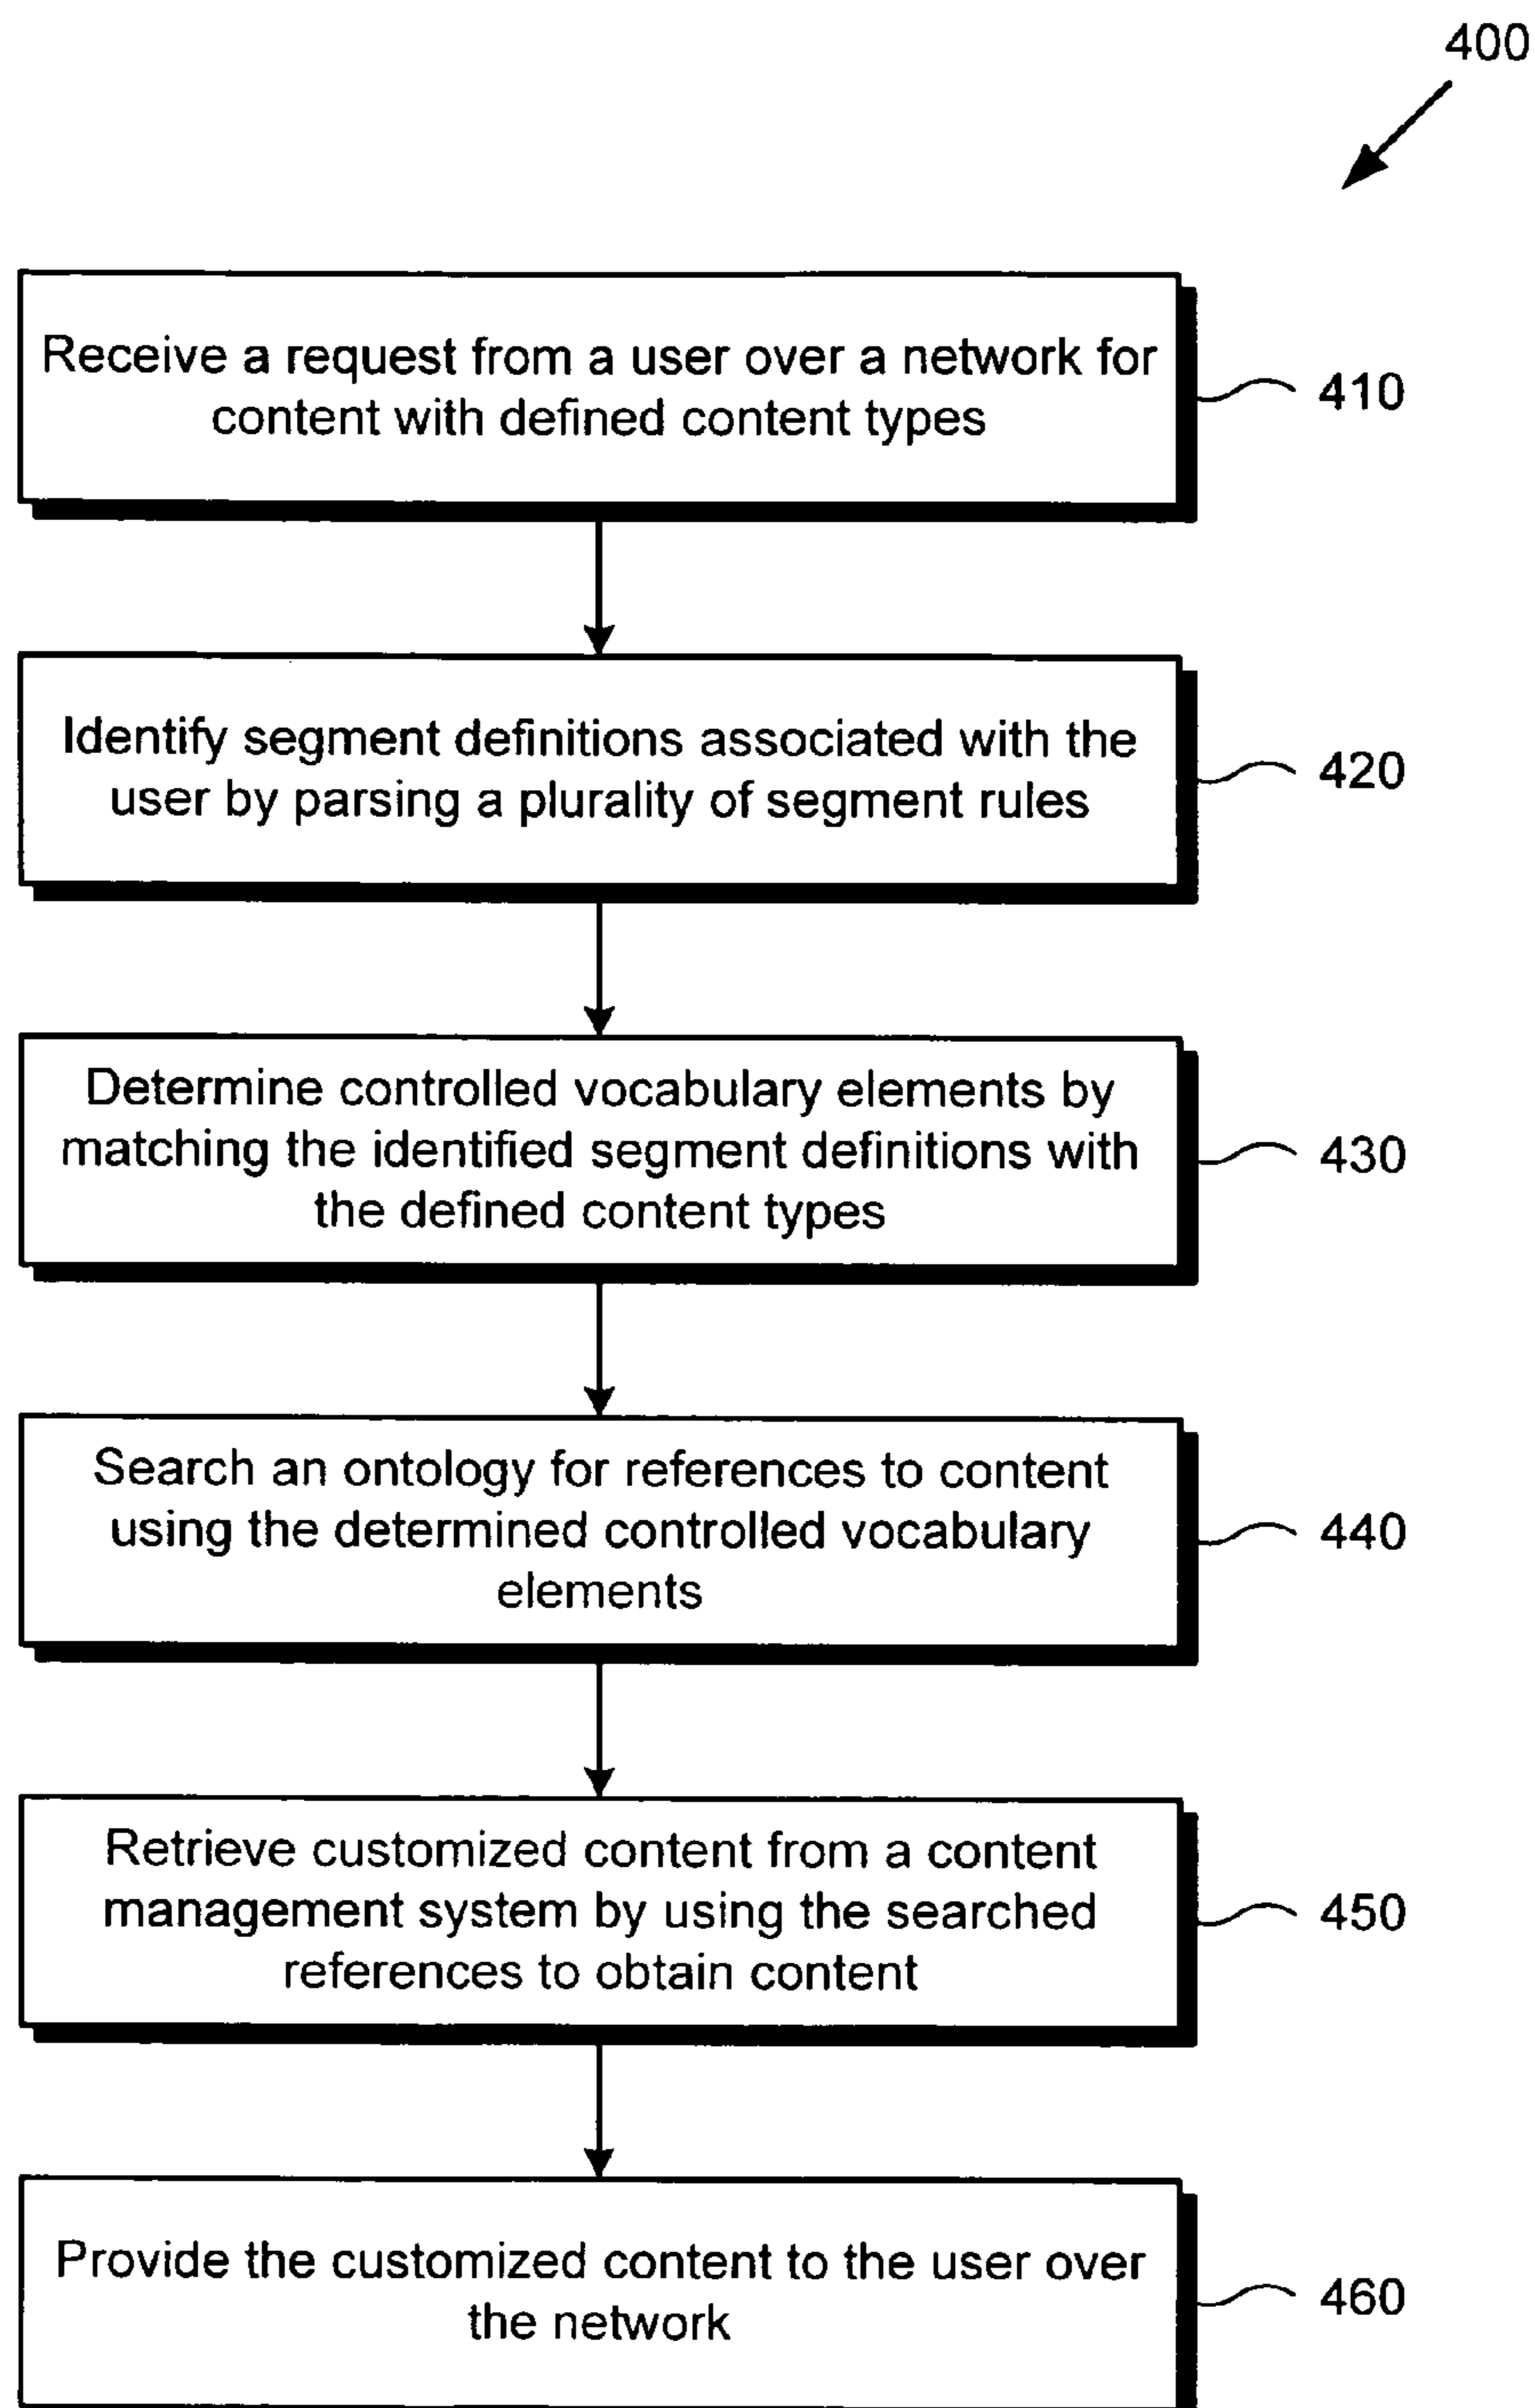 400
Receive a request from a user over a network for
content with defined content types
410
Identify segment definitions associated with the
user by parsing a plurality of segment rules
420
Determine controlled vocabulary elements by
matching the identified segment definitions with
the defined content types
430
Search an ontology for references to content
using the determined controlled vocabulary
elements
440
Retrieve customized content from a content
management system by using the searched
references to obtain content
450
Provide the customized content to the user over
the network
460